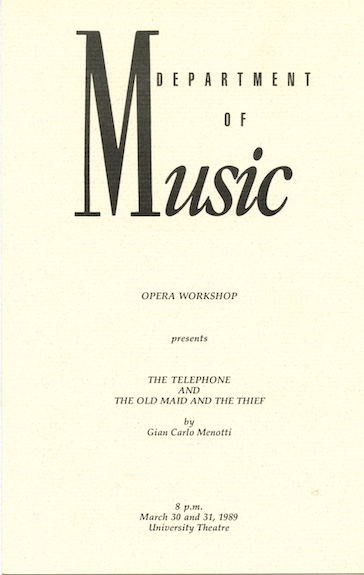 DEPARTMENT
OF
Music
OPERA WORKSHOP
presents
THE TELEPHONE
AND
THE OLD MAID AND THE THIEF
by
Gian Carlo Menotti
8 p.m.
March 30 and 31, 1989
University Theatre